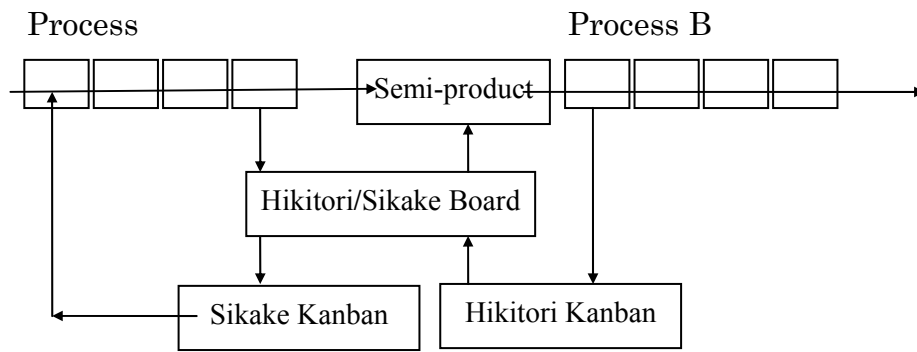 Process
Process B
Semi-product
Hikitori/Sikake Board
Sikake Kanban
Hikitori Kanban